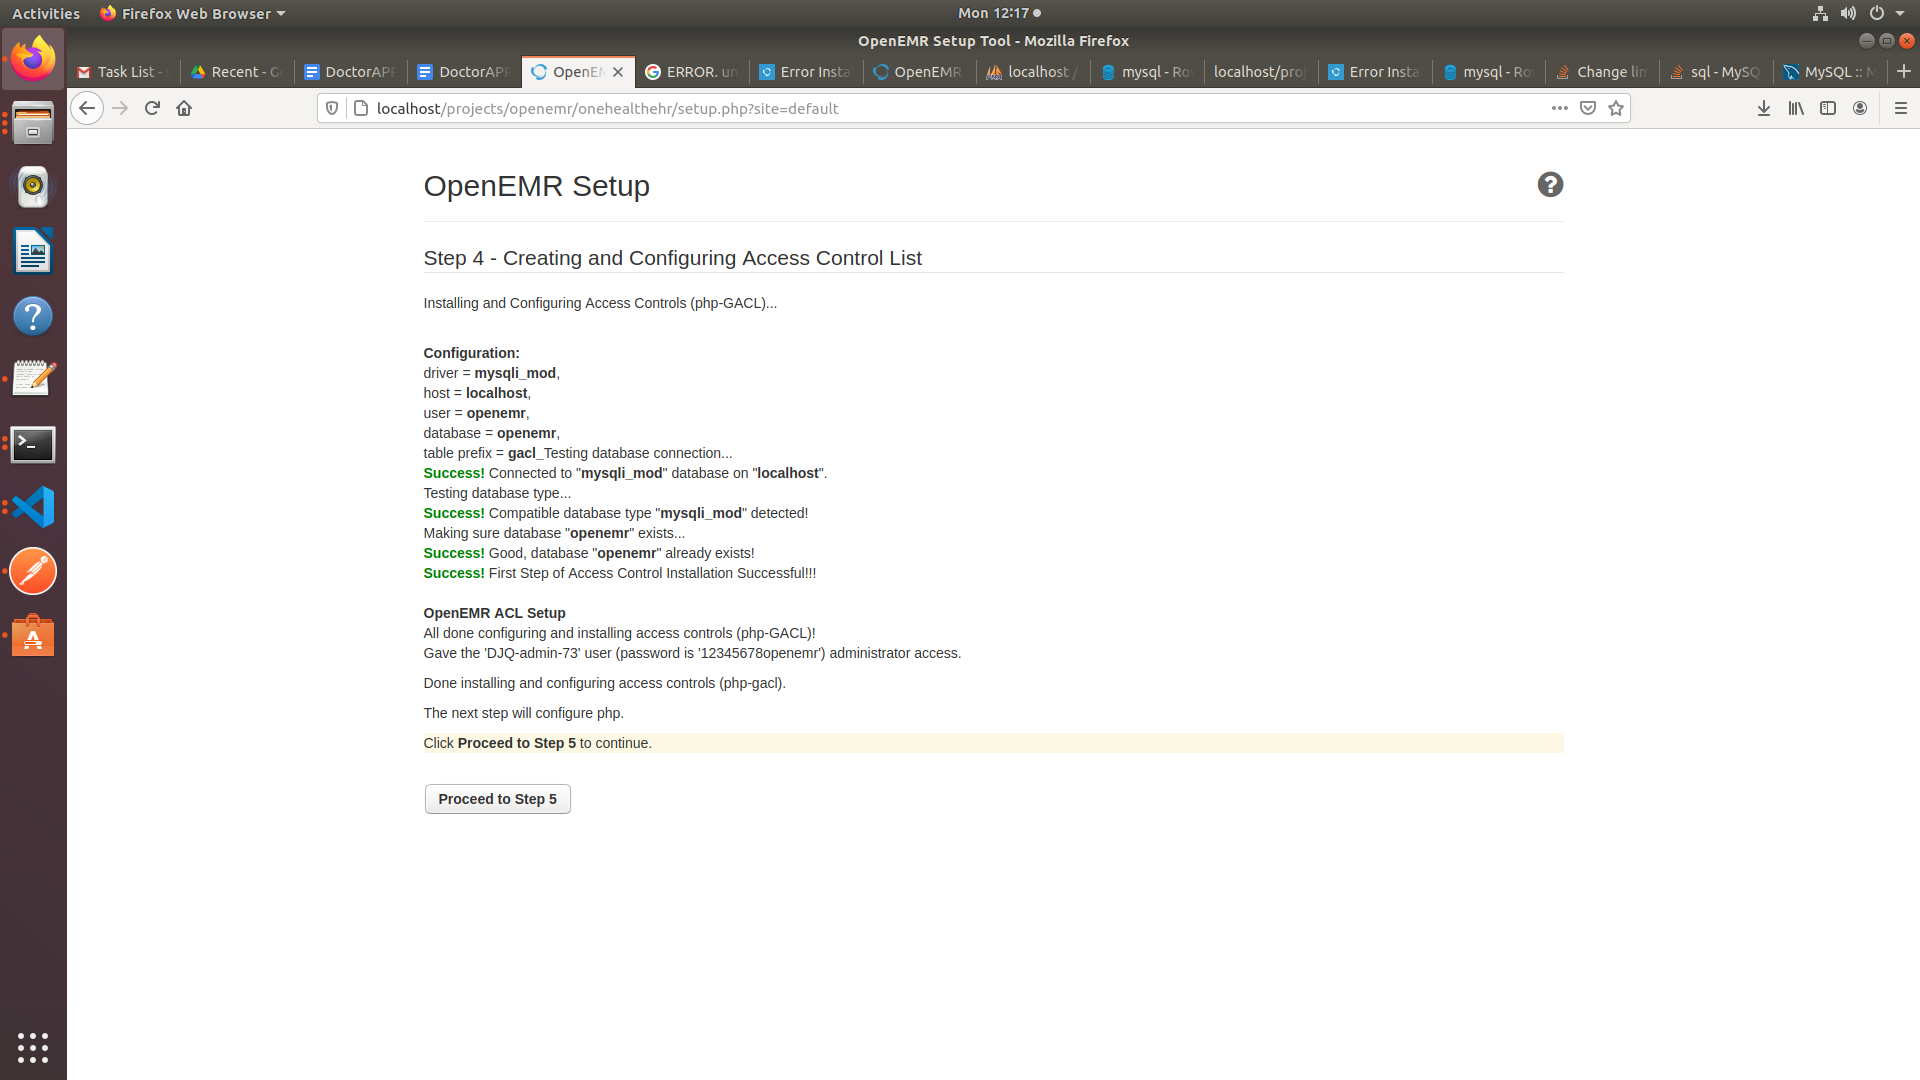 Activities
Firefox Web Browser
Mon 12:17
OpenEMR Setup Tool - Mozilla Firefox
Task List -
Recent -
DoctorAPP
DoctorAPP
OpenEM
ERROR. un
Error Insta
OpenEMR
localhost /
mysql - Ro
localhost/proj
Error Insta
mysql - Ro
Change lim
sql - MySQ
MySQL ::
localhost/projects/openemr/onehealthehr/setup.php?site=default
OpenEMR Setup
Step 4 - Creating and Configuring Access Control List
Installing and Configuring Access Controls (php-GACL)...
Configuration:
driver = mysqli_mod,
host = localhost,
user = openemr,
database = openemr,
table prefix = gacl_Testing database connection...
Success! Connected to "mysqli_mod" database on "localhost".
Testing database type...
Success! Compatible database type "mysqli_mod" detected!
Making sure database "openemr" exists...
Success! Good, database "openemr" already exists!
Success! First Step of Access Control Installation Successful!!!
OpenEMR ACL Setup
All done configuring and installing access controls (php-GACL)!
Gave the 'DJQ-admin-73' user (password is '12345678openemr') administrator access.
Done installing and configuring access controls (php-gacl).
The next step will configure php.
Click Proceed to Step 5 to continue.
Proceed to Step 5